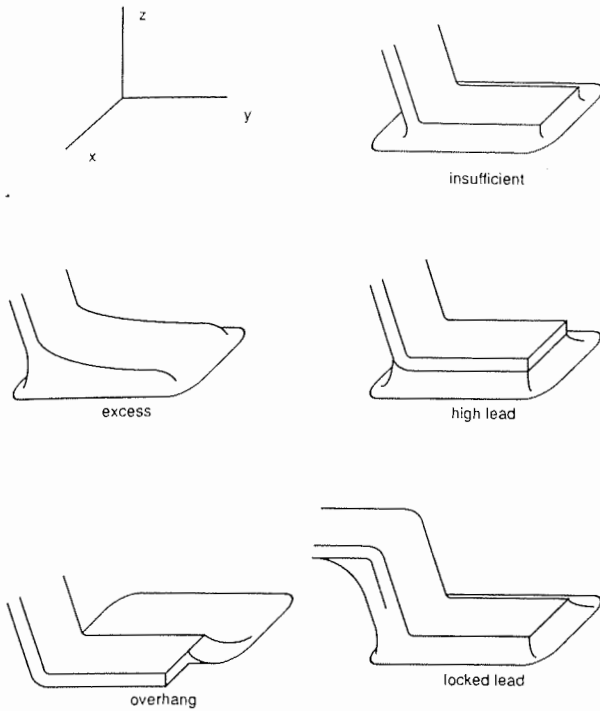 z
y
x
insufficient
excess
high lead
overhang
locked lead